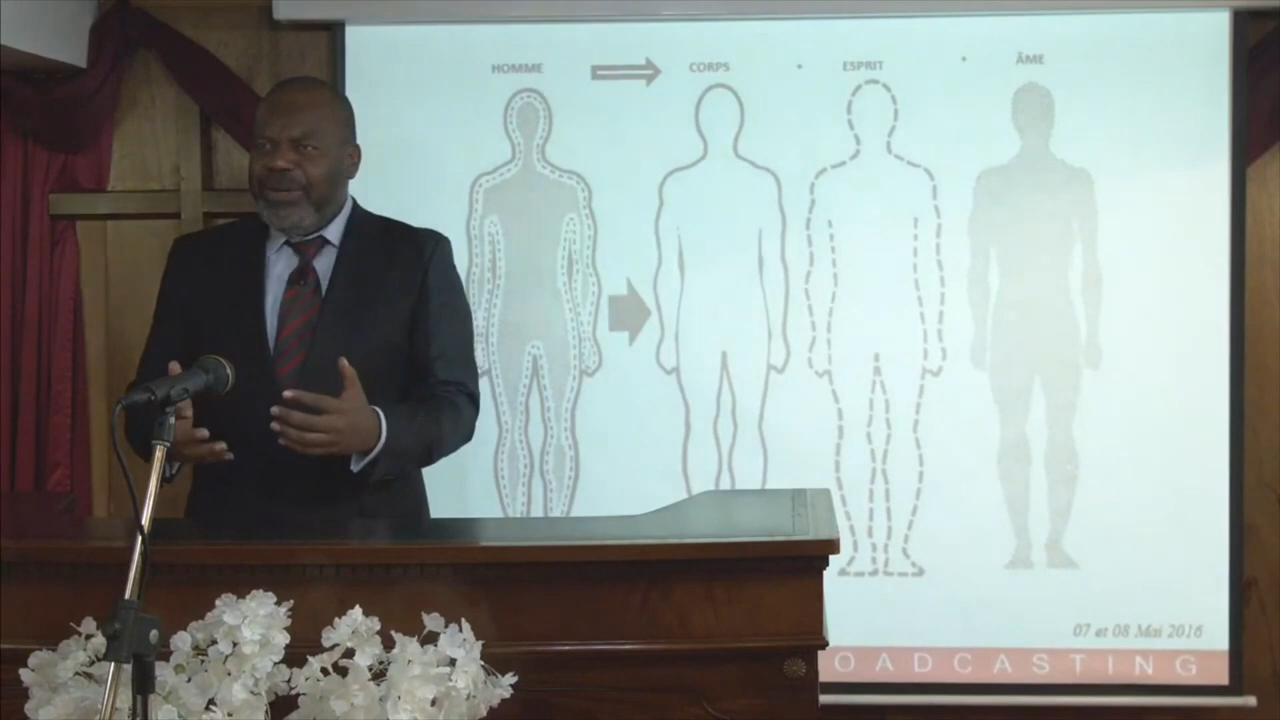 HOMME CORPS • ESPRIT • ÂME
07 et 08 Mai 2016
OADCASTING